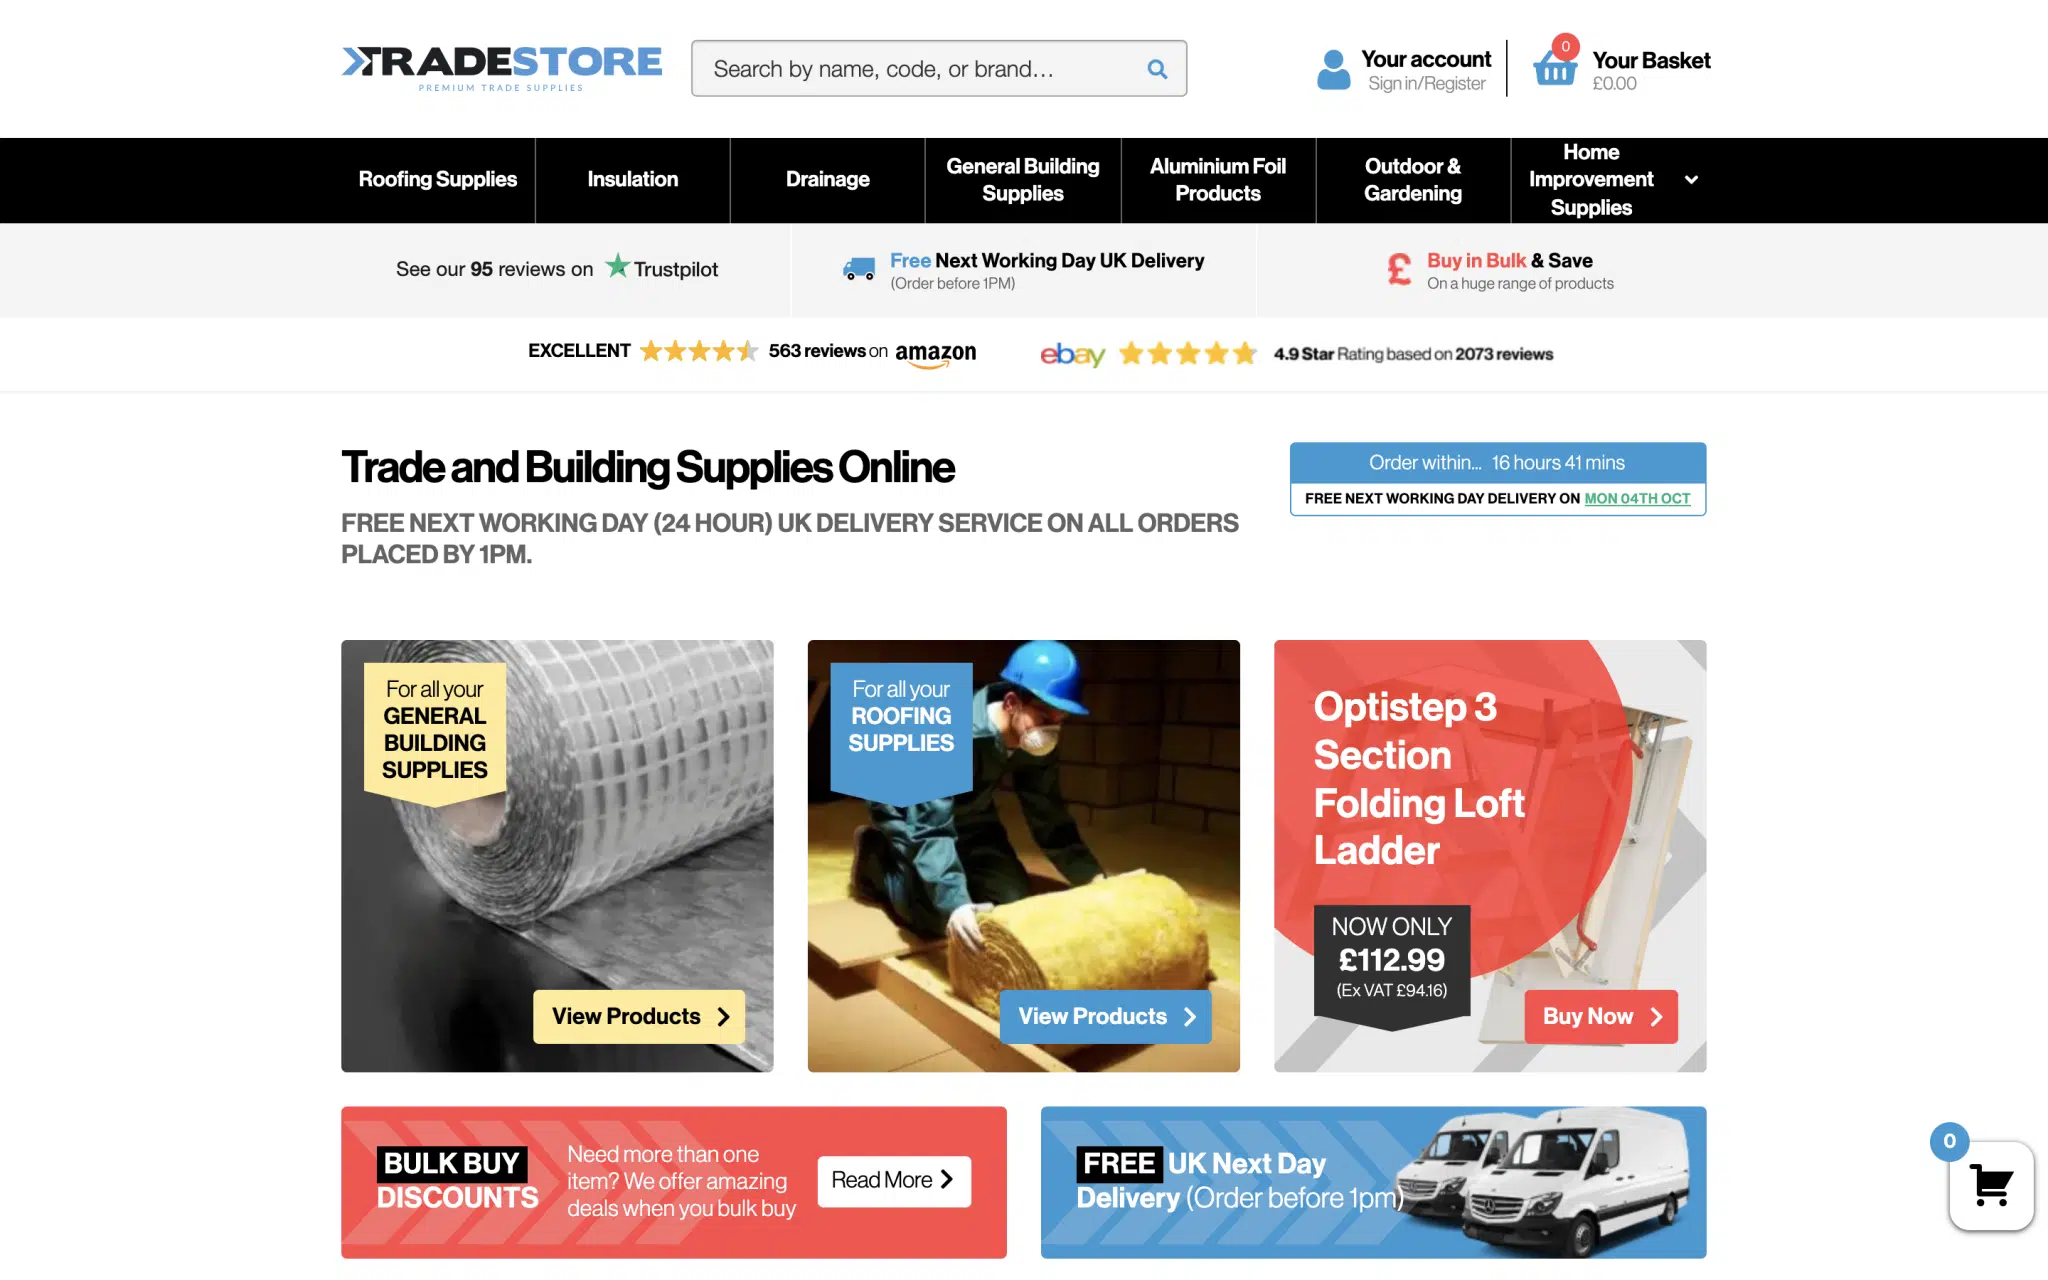 TRADESTORE
PREMIUM TRADE SUPPLIES
Search by name, code, or brand...
Your account
Sign in/Register
0
Your Basket
£0.00
Roofing Supplies
Insulation
Drainage
General Building
Supplies
Aluminium Foil
Products
Outdoor &
Gardening
Home
Improvement
Supplies
See our 95 reviews on Trustpilot
Free Next Working Day UK Delivery
(Order before 1PM)
£
Buy in Bulk & Save
On a huge range of products
EXCELLENT 563 reviews on amazon
ebay 4.9 Star Rating based on 2073 reviews
Trade and Building Supplies Online
FREE NEXT WORKING DAY (24 HOUR) UK DELIVERY SERVICE ON ALL ORDERS
PLACED BY 1PM.
Order within... 16 hours 41 mins
FREE NEXT WORKING DAY DELIVERY ON MON 04TH OCT
For all your
GENERAL
BUILDING
SUPPLIES
View Products
For all your
ROOFING
SUPPLIES
View Products
Optistep 3
Section
Folding Loft
Ladder
NOW ONLY
£112.99
(Ex VAT £94.16)
Buy Now
BULK BUY
DISCOUNTS
Need more than one
item? We offer amazing
deals when you bulk buy
Read More
FREE UK Next Day
Delivery (Order before 1pm)
0